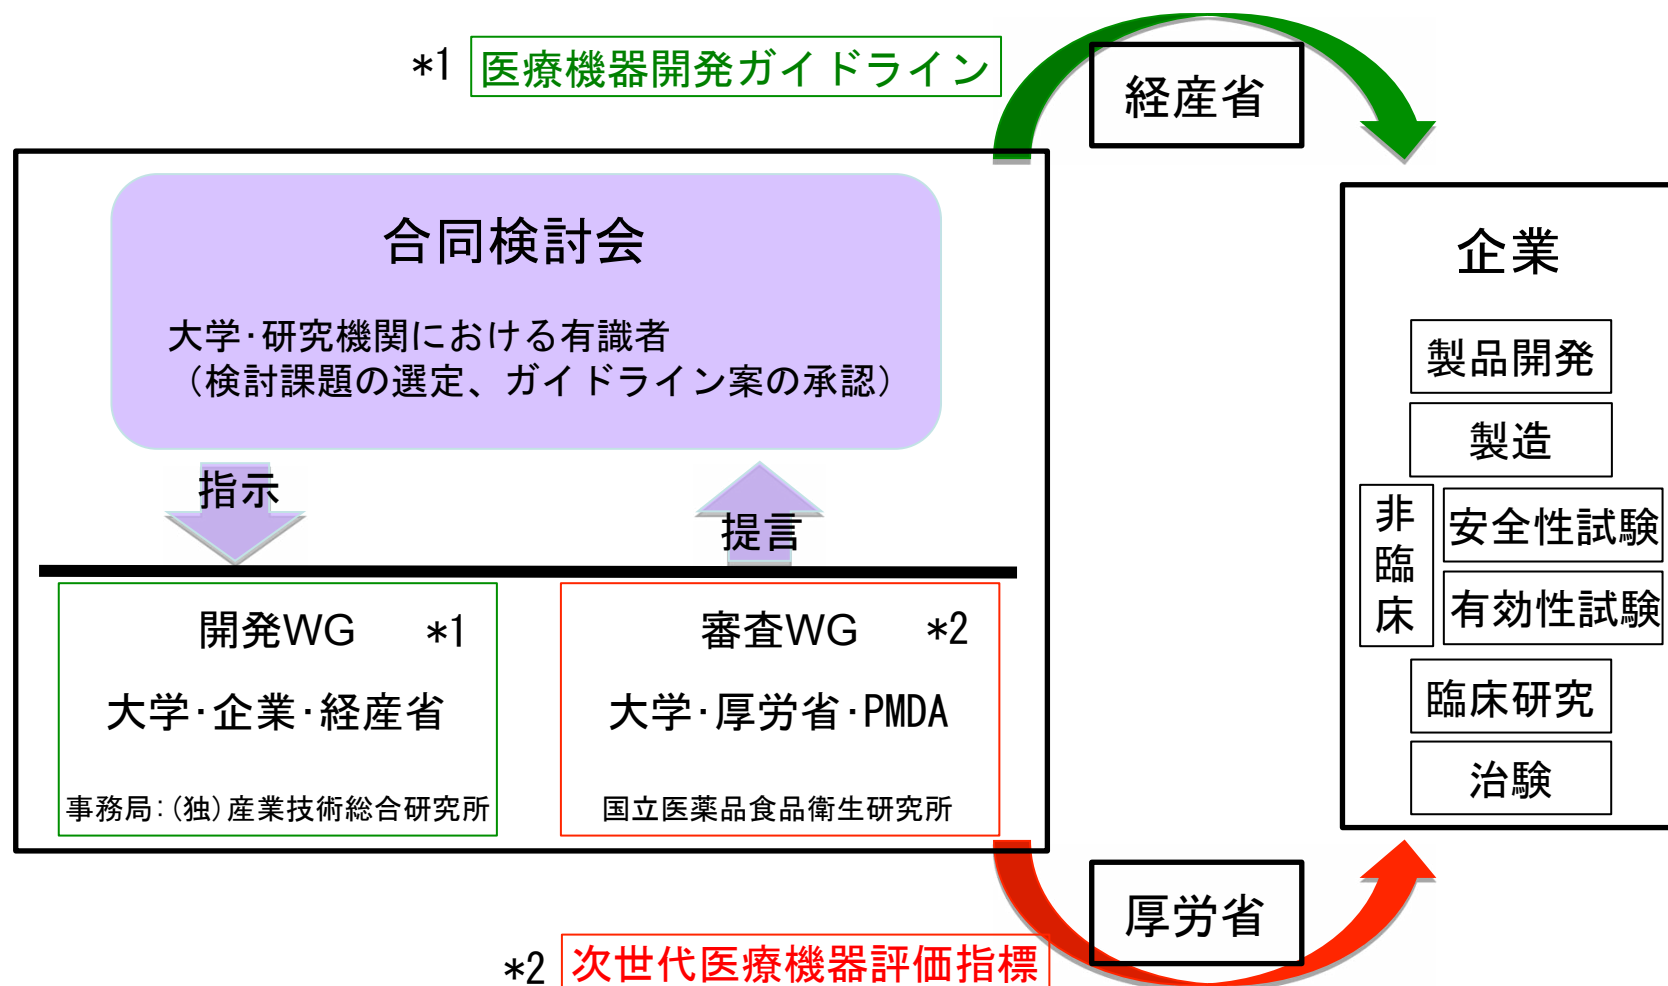 *1 医療機器開発ガイドライン
経産省
合同検討会
大学･研究機関における有識者
（検討課題の選定、ガイドライン案の承認）
指示
提言
開発WG *1
大学･企業･経産省
事務局：(独)産業技術総合研究所
審査WG *2
大学･厚労省･PMDA
国立医薬品食品衛生研究所
企業
製品開発
製造
非臨床
安全性試験
有効性試験
臨床研究
治験
厚労省
*2 次世代医療機器評価指標